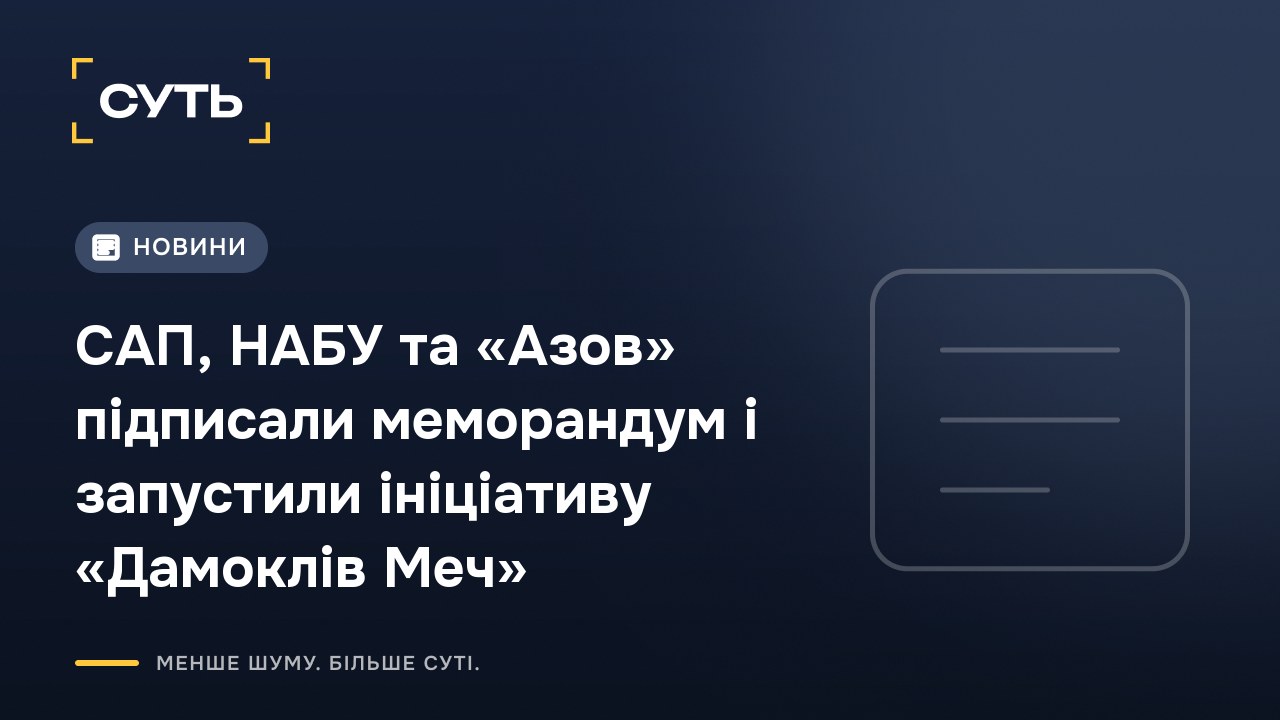 СУТЬ
НОВИНИ
САП, НАБУ та «Азов»
підписали меморандум і
запустили ініціативу
«Дамоклів Меч»
МЕНШЕ ШУМУ. БІЛЬШЕ СУТІ.